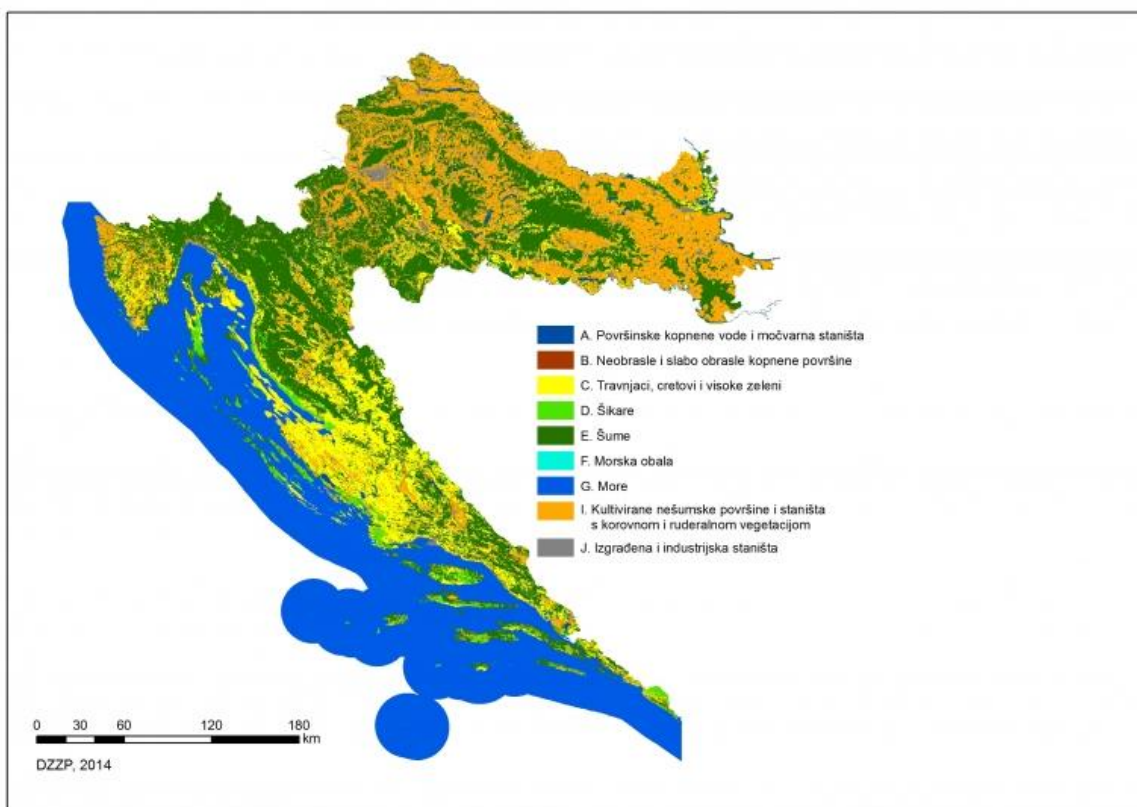 A. Površinske kopnene vode i močvarna staništa
B. Neobrasle i slabo obrasle kopnene površine
C. Travnjaci, cretovi i visoke zeleni
D. Šikare
E. Šume
F. Morska obala
G. More
I. Kultivirane nešumske površine i staništa
s korovnom i ruderalnom vegetacijom
J. Izgrađena i industrijska staništa
0 30 60 120 180
km
DZZP, 2014